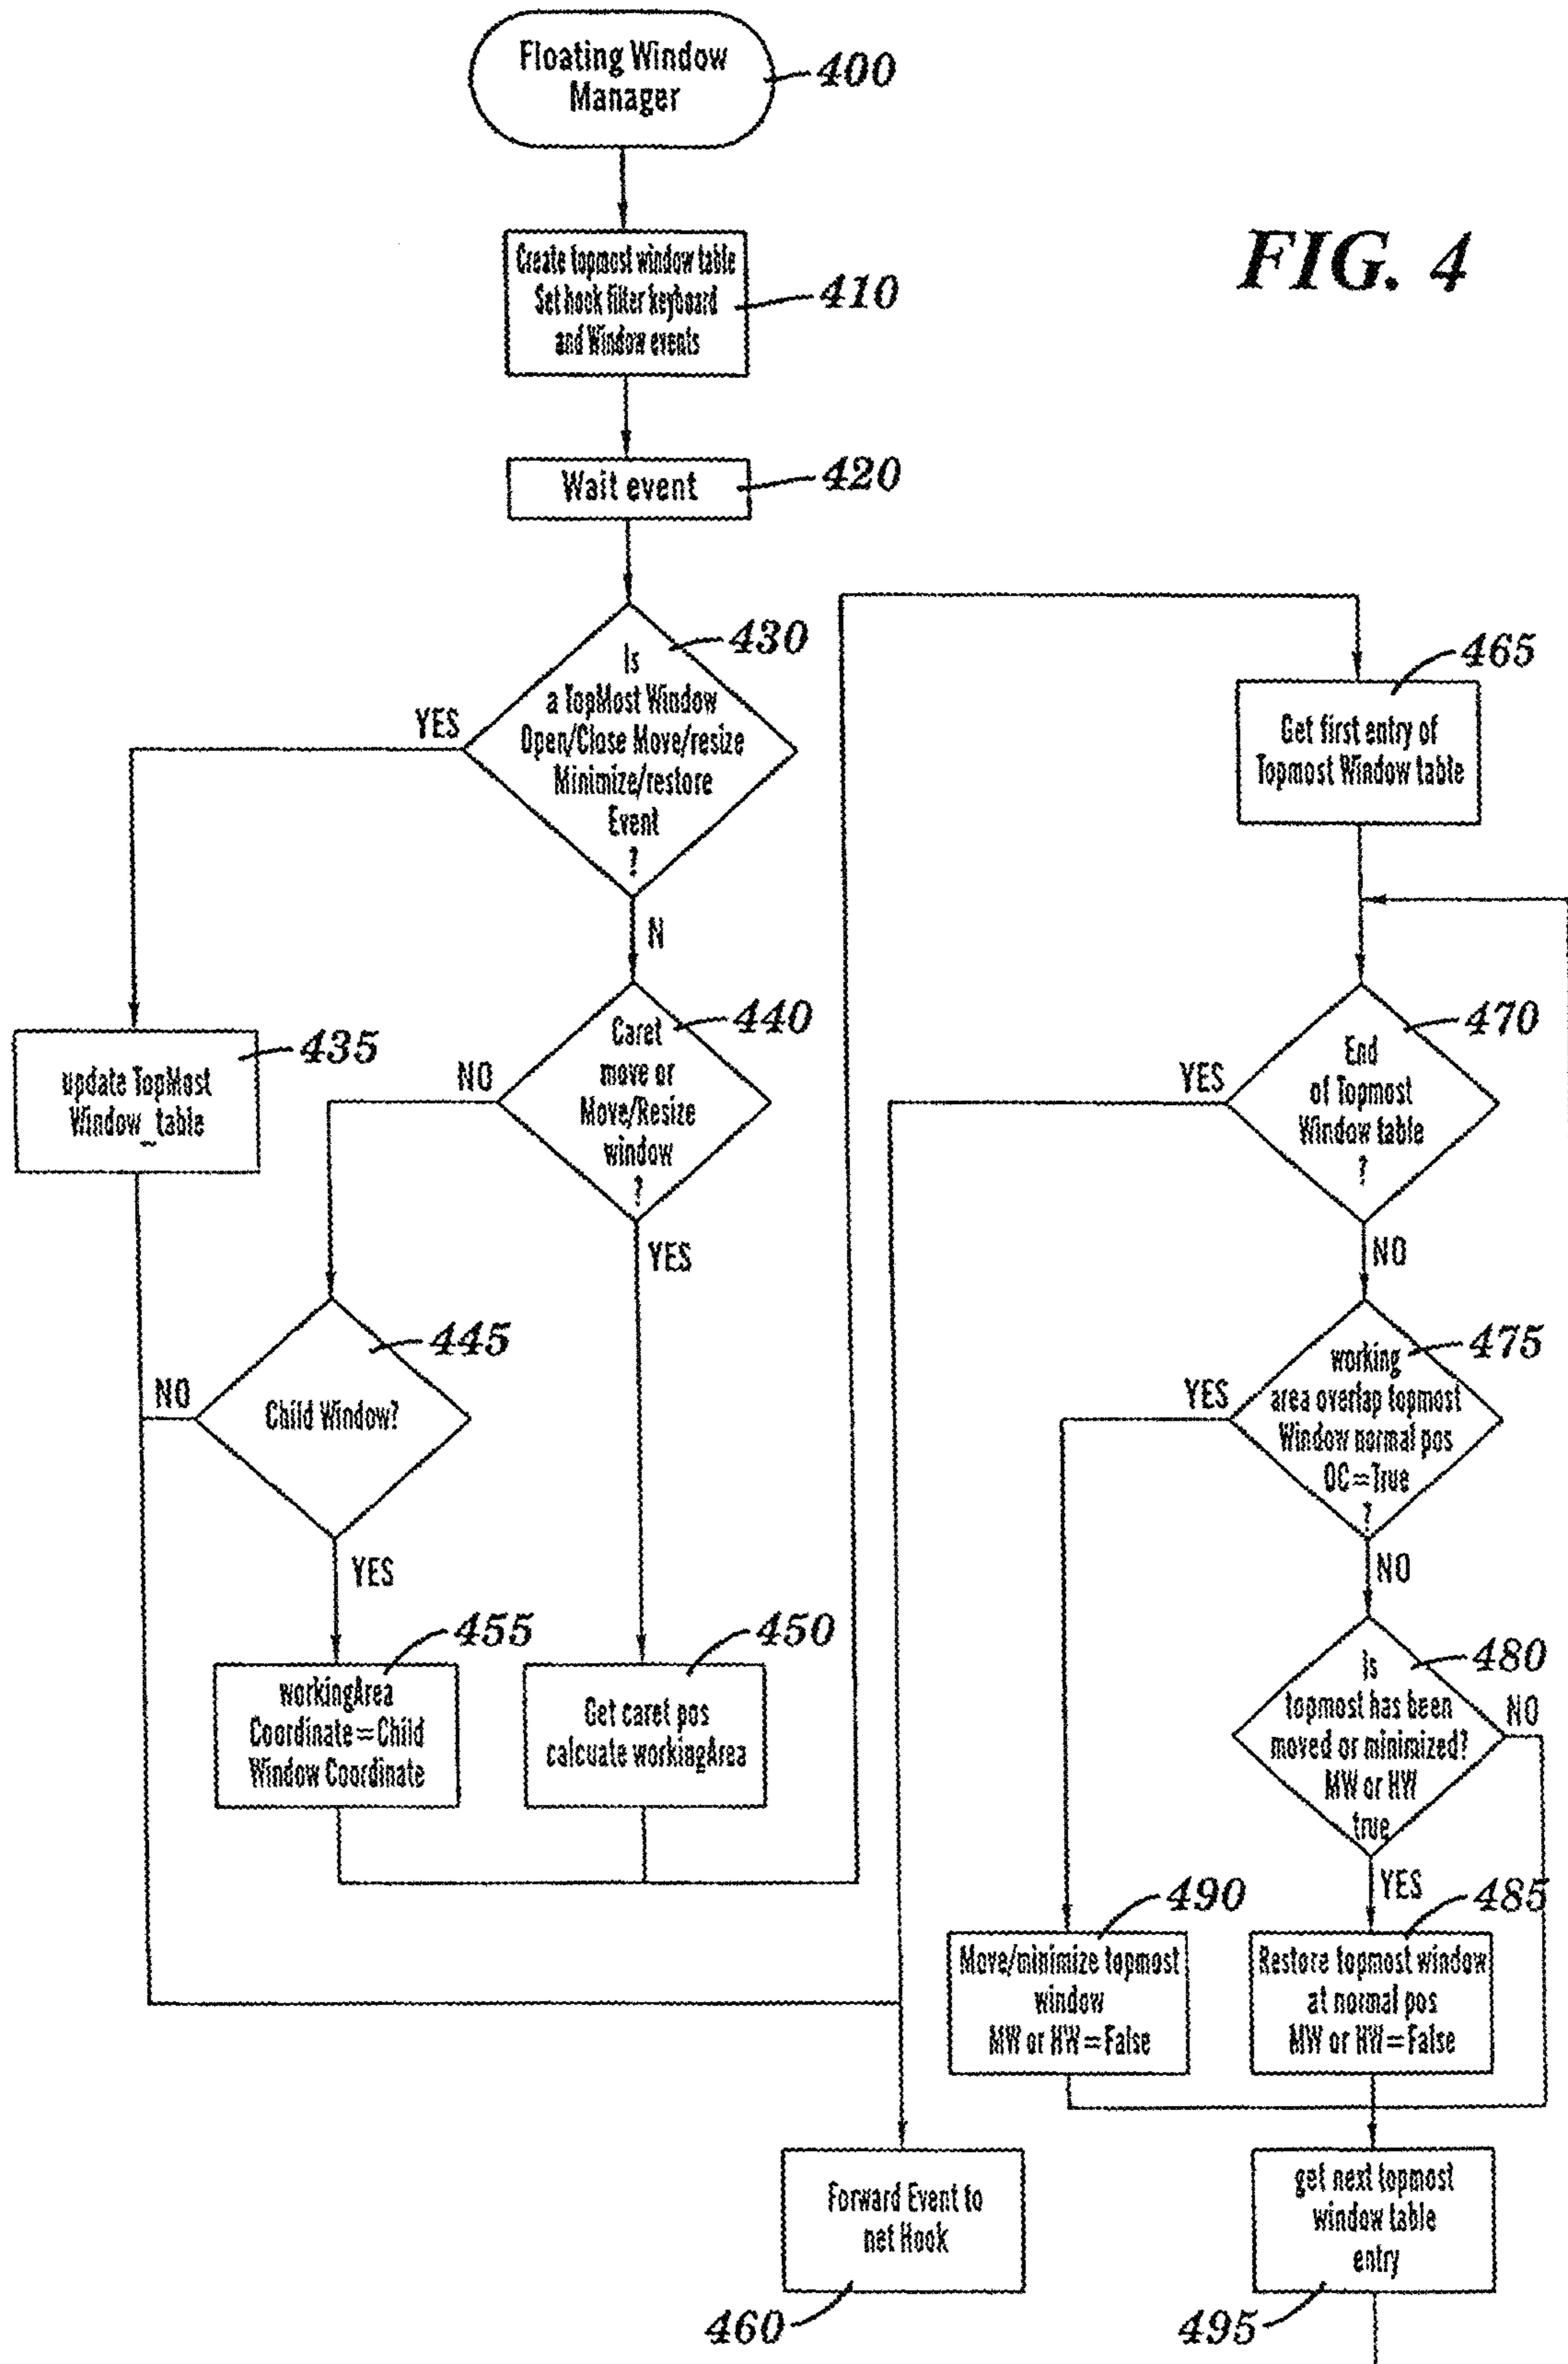 Floating Window
Manager
400
FIG. 4
Create topmost window table
Set hook filter keyboard
and Window events
410
Wait event
420
430
Is
a TopMost Window
Open/Close Move/resize
Minimize/restore
Event
?
YES
N
465
Get first entry of
Topmost Window table
435
update TopMost
Window_table
440
Caret
move or
Move/Resize
window
?
NO
YES
470
End
of Topmost
Window table
?
YES
NO
445
Child Window?
NO
YES
475
working
area overlap topmost
Window normal pos
OC=True
?
YES
NO
455
workingArea
Coordinate=Child
Window Coordinate
450
Get caret pos
calcuate workingArea
480
Is
topmost has been
moved or minimized?
MW or HW
true
NO
YES
490
Move/minimize topmost
window
MW or HW=False
485
Restore topmost window
at normal pos
MW or HW=False
Forward Event to
net Hook
460
get next topmost
window table
entry
495